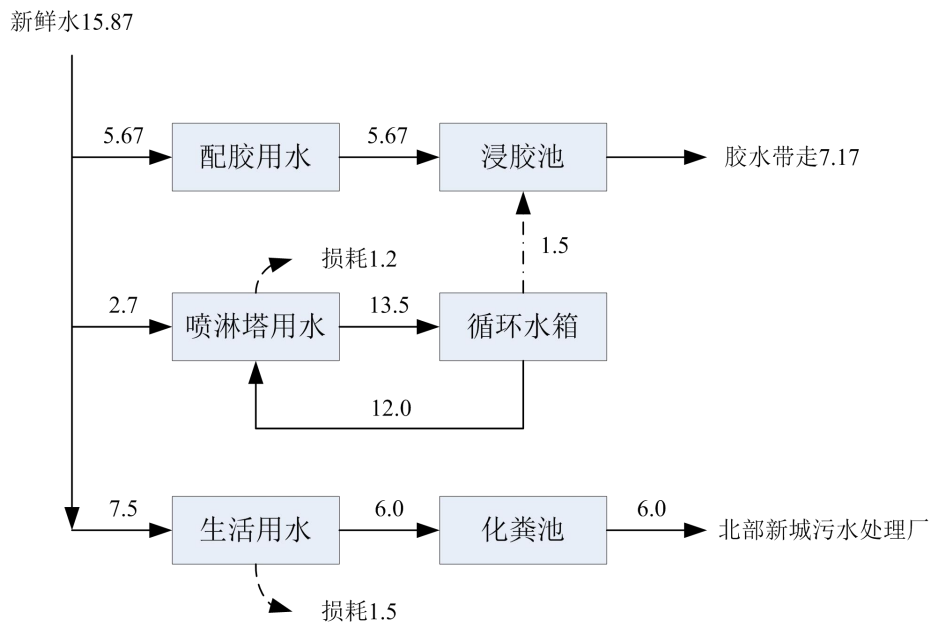 新鲜水15.87
5.67
配胶用水
5.67
浸胶池
胶水带走7.17
损耗1.2
1.5
2.7
喷淋塔用水
13.5
循环水箱
12.0
7.5
生活用水
6.0
化粪池
6.0
北部新城污水处理厂
损耗1.5